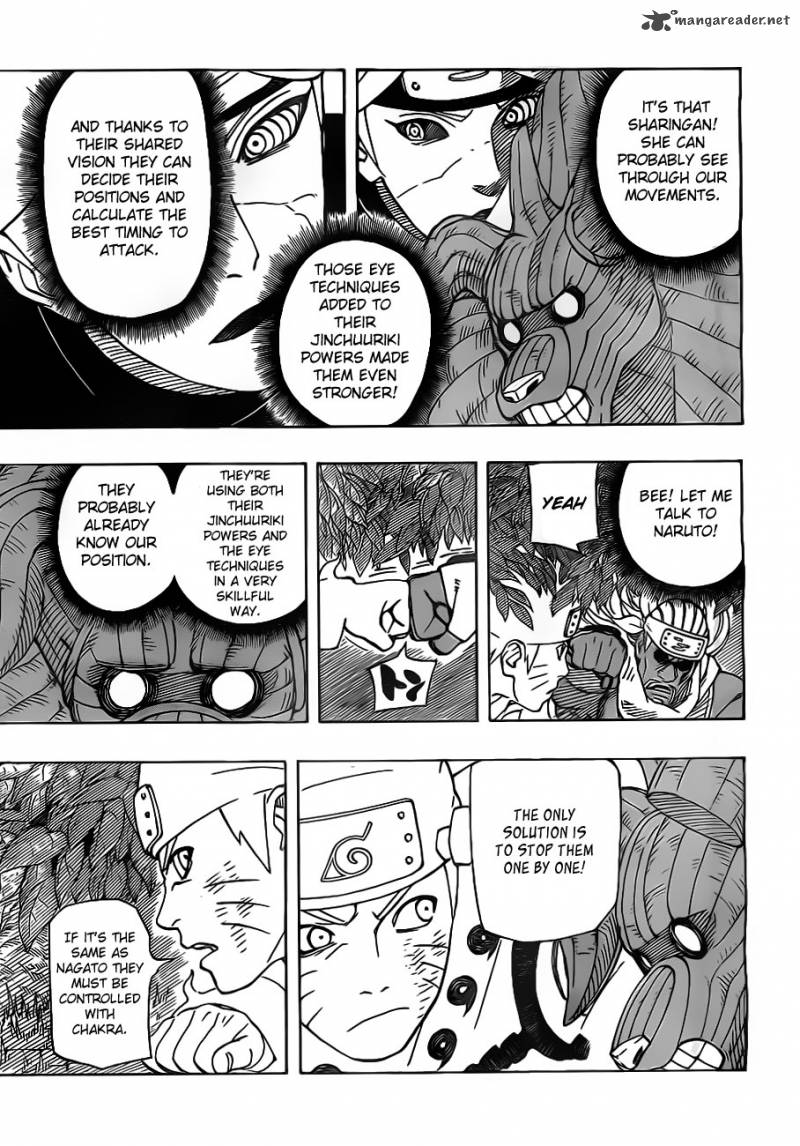 mangareader.net
IT'S THAT
SHARINGAN!
SHE CAN
PROBABLY SEE
THROUGH OUR
MOVEMENTS.
THOSE EYE
TECHNIQUES
ADDED TO
THEIR
JINCHUURIKI
POWERS MADE
THEM EVEN
STRONGER!
AND THANKS TO
THEIR SHARED
VISION THEY CAN
DECIDE THEIR
POSITIONS AND
CALCULATE THE
BEST TIMING TO
ATTACK.
BEE! LET ME
TALK TO
NARUTO!
YEAH
ドン
THEY'RE
USING BOTH
THEIR
JINCHUURIKI
POWERS AND
THE EYE
TECHNIQUES
IN A VERY
SKILLFUL
WAY.
THEY
PROBABLY
ALREADY
KNOW OUR
POSITION.
THE ONLY
SOLUTION IS
TO STOP THEM
ONE BY ONE!
IF IT'S THE
SAME AS
NAGATO THEY
MUST BE
CONTROLLED
WITH
CHAKRA.